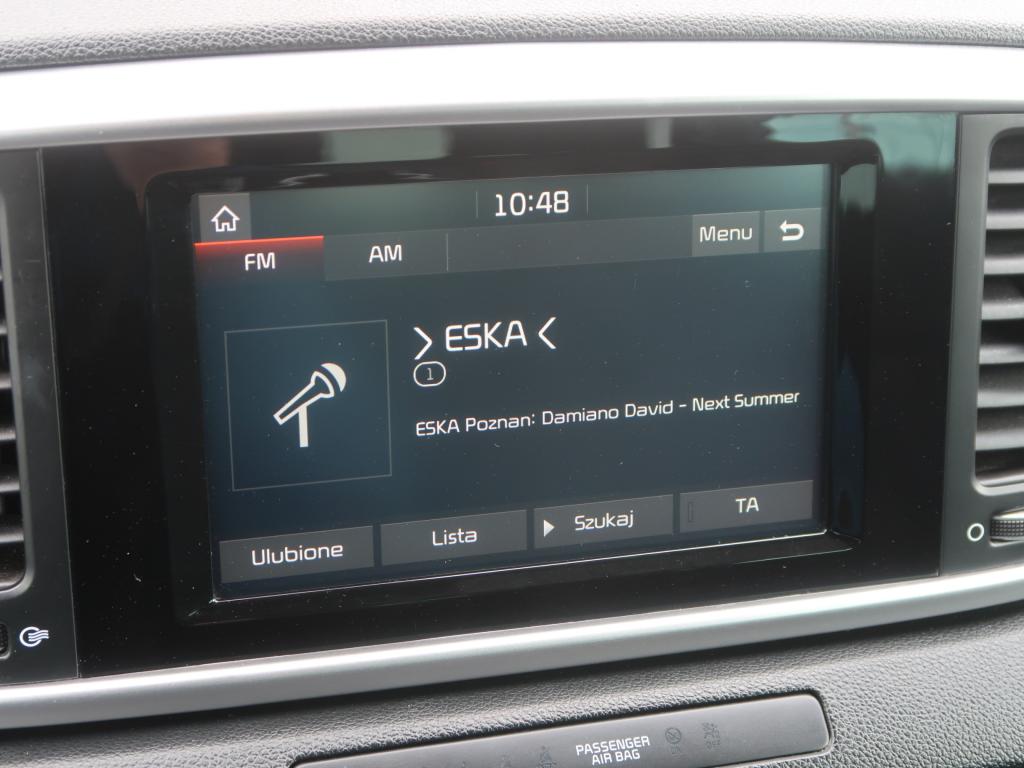 10:48
FM
AM
Menu
> ESKA <
1
ESKA Poznan: Damiano David - Next Summer
Ulubione
Lista
Szukaj
TA
PASSENGER
AIR BAG